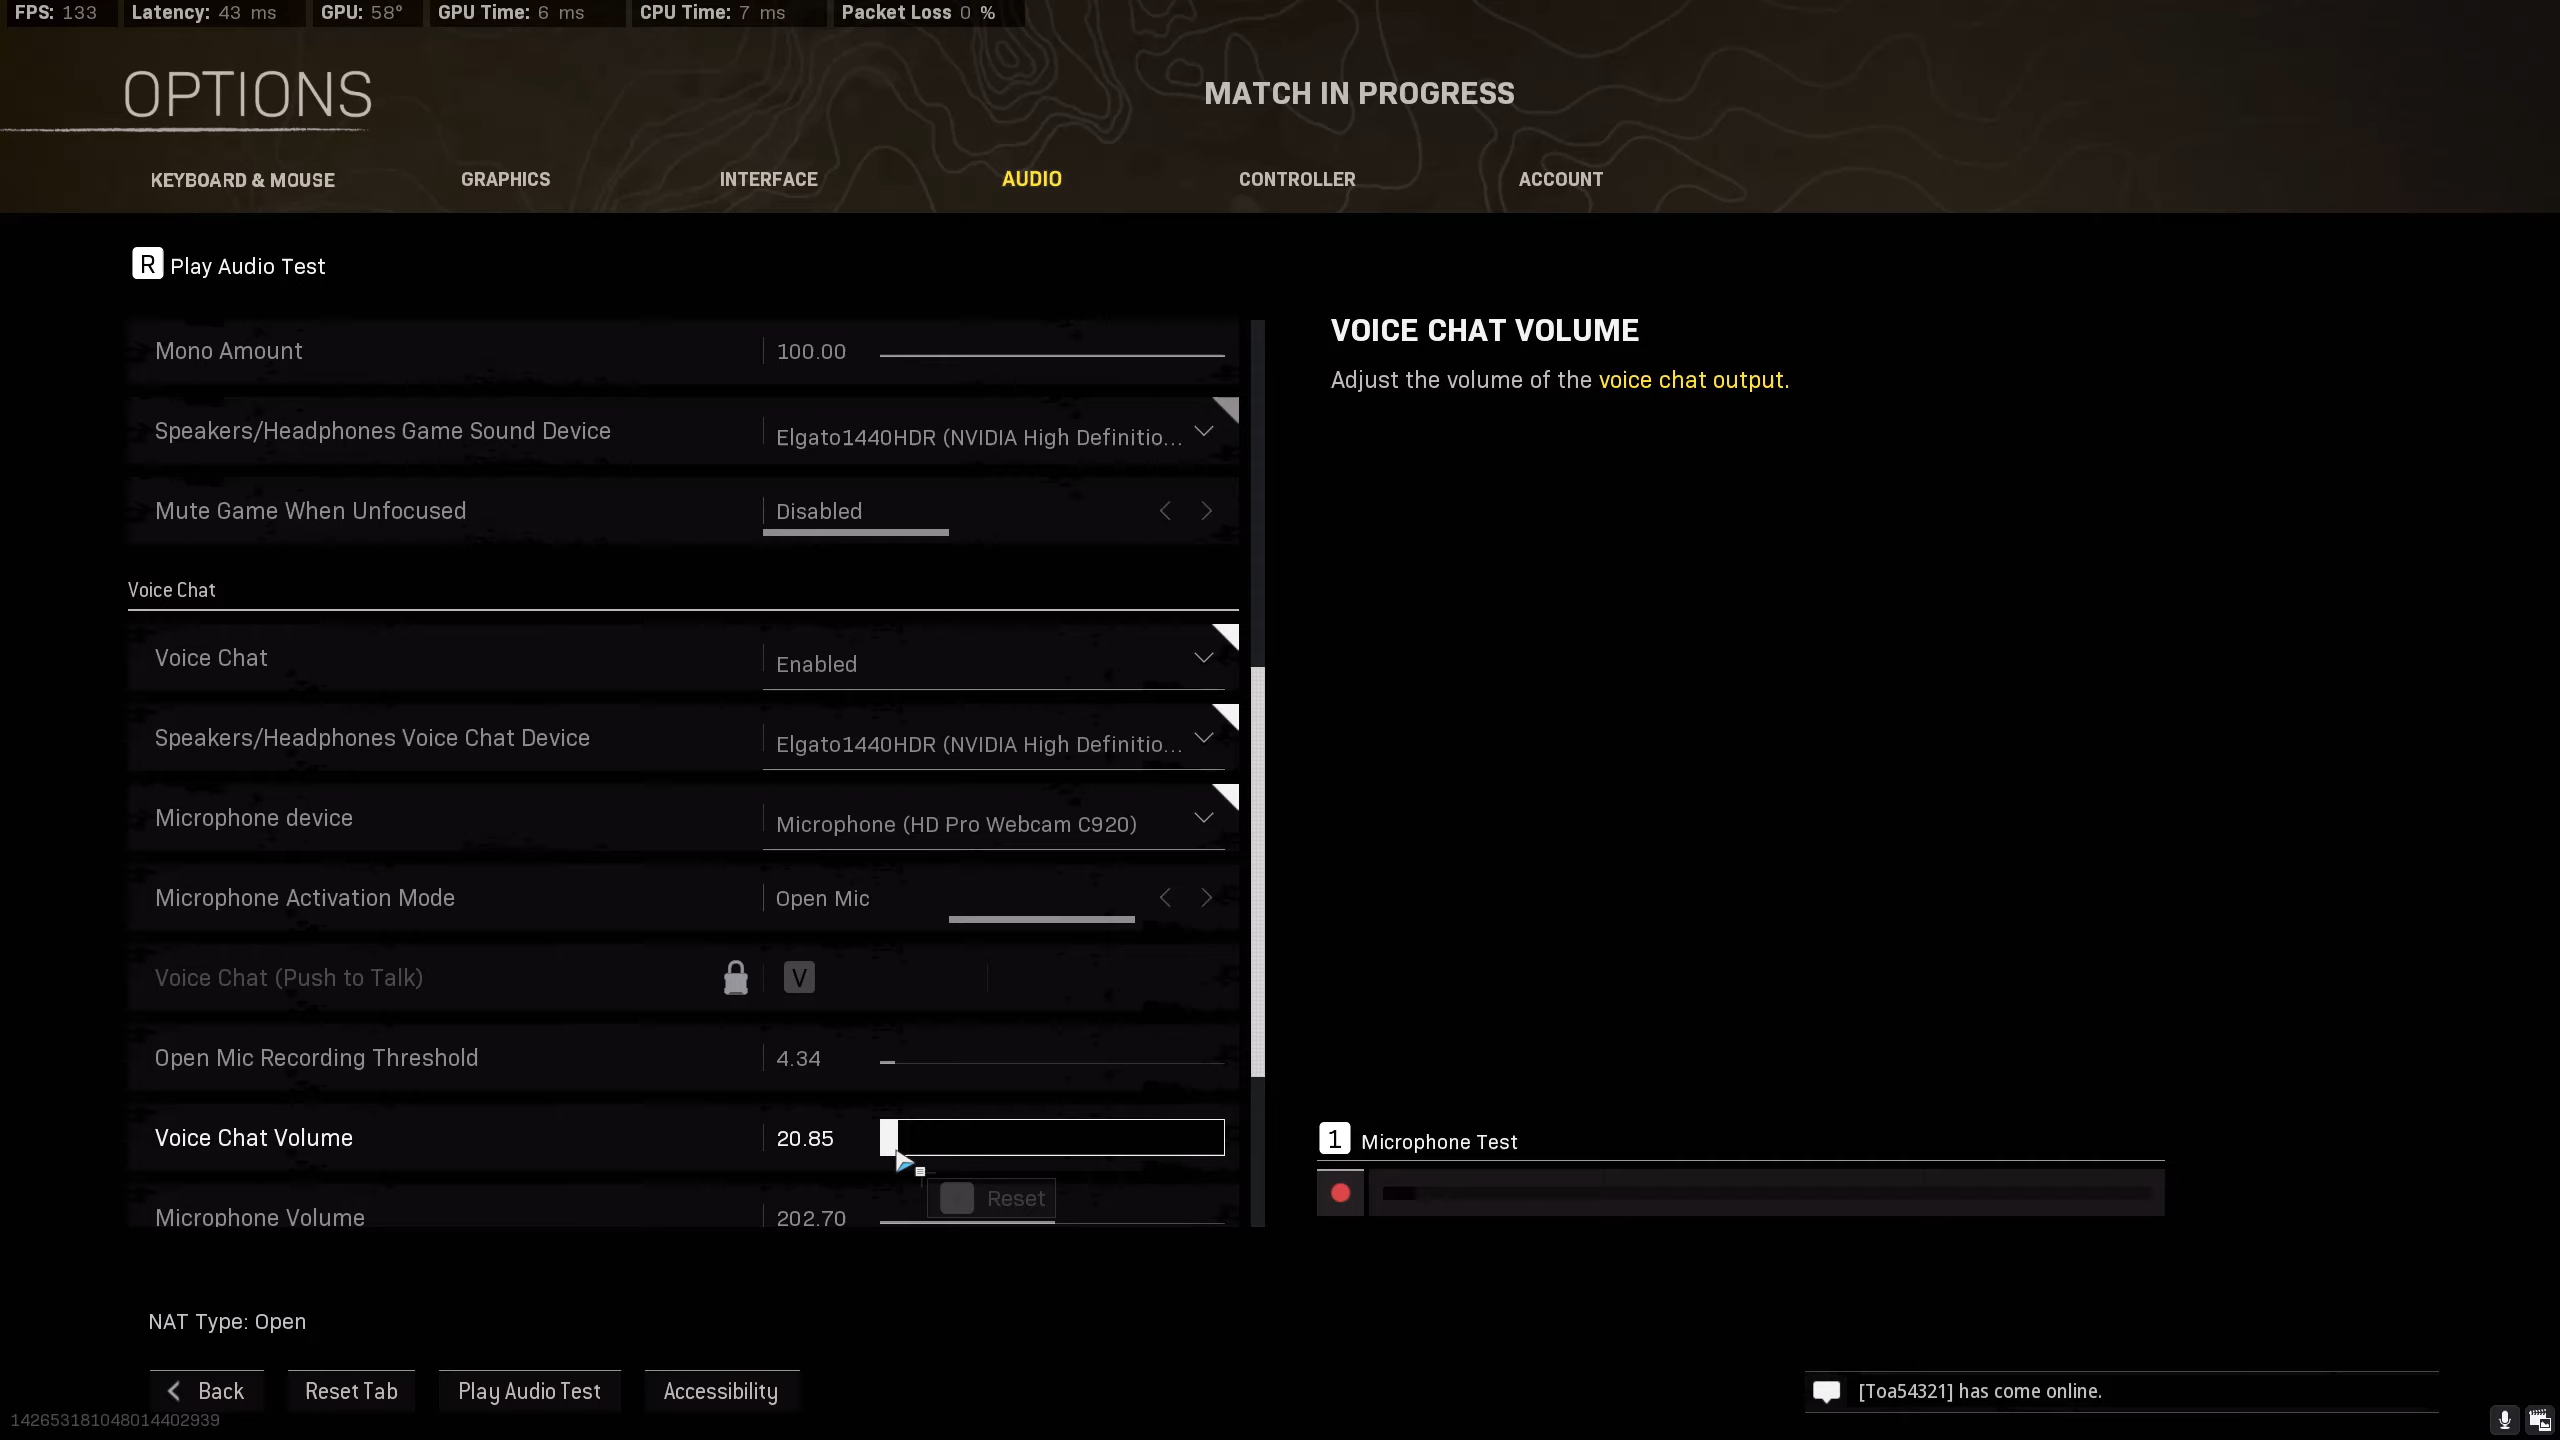 FPS: 133 Latency: 43 ms GPU: 58° GPU Time: 6 ms CPU Time: 7 ms Packet Loss 0 %
OPTIONS
MATCH IN PROGRESS
KEYBOARD & MOUSE GRAPHICS INTERFACE AUDIO CONTROLLER ACCOUNT
R Play Audio Test
Mono Amount 100.00
Speakers/Headphones Game Sound Device Elgato1440HDR (NVIDIA High Definitio...
Mute Game When Unfocused Disabled
Voice Chat
Voice Chat Enabled
Speakers/Headphones Voice Chat Device Elgato1440HDR (NVIDIA High Definitio...
Microphone device Microphone (HD Pro Webcam C920)
Microphone Activation Mode Open Mic
Voice Chat (Push to Talk) V
Open Mic Recording Threshold 4.34
Voice Chat Volume 20.85
Reset
Microphone Volume 202.70
VOICE CHAT VOLUME
Adjust the volume of the voice chat output.
1 Microphone Test
NAT Type: Open
Back Reset Tab Play Audio Test Accessibility
[Toa54321] has come online.
142653181048014402939